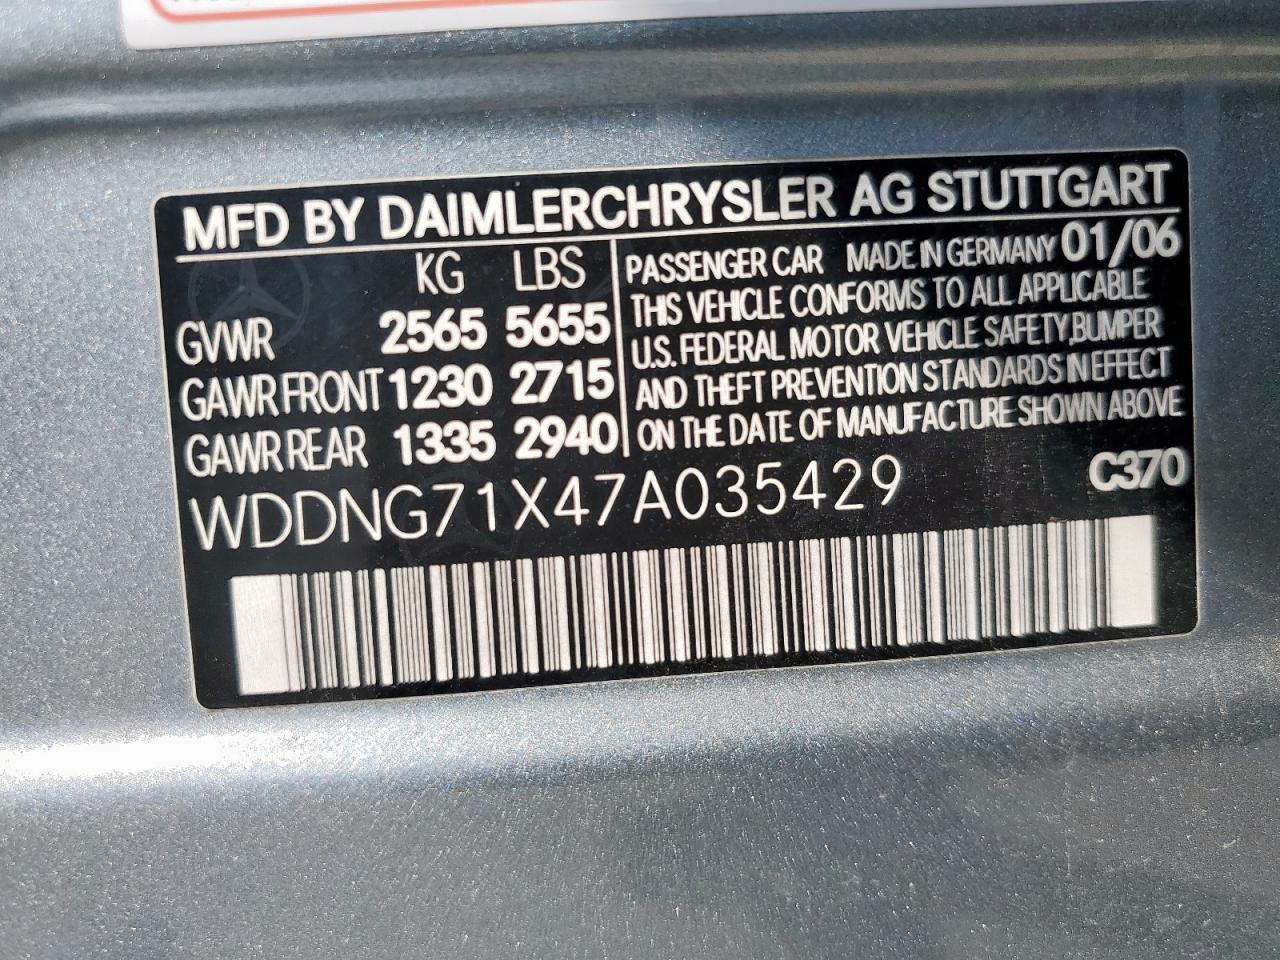 MFD BY DAIMLERCHRYSLER AG STUTTGART
KG LBS
GVWR 2565 5655
GAWR FRONT 1230 2715
GAWR REAR 1335 2940
PASSENGER CAR MADE IN GERMANY 01/06
THIS VEHICLE CONFORMS TO ALL APPLICABLE
U.S. FEDERAL MOTOR VEHICLE SAFETY,BUMPER
AND THEFT PREVENTION STANDARDS IN EFFECT
ON THE DATE OF MANUFACTURE SHOWN ABOVE
WDDNG71X47A035429
C370